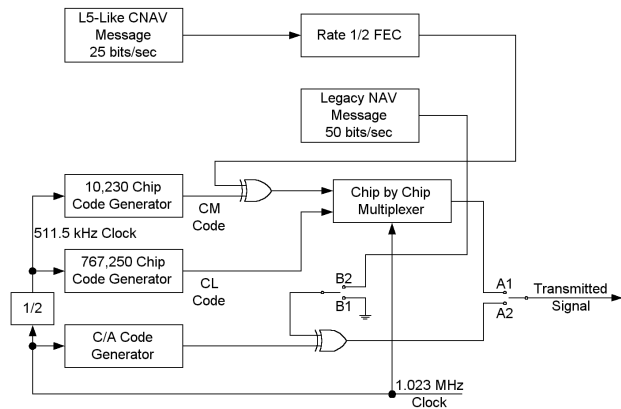 L5-Like CNAV
Message
25 bits/sec
Rate 1/2 FEC
Legacy NAV
Message
50 bits/sec
10,230 Chip
Code Generator
CM
Code
Chip by Chip
Multiplexer
511.5 kHz Clock
767,250 Chip
Code Generator
CL
Code
B2
B1
A1
A2
Transmitted
Signal
1/2
C/A Code
Generator
1.023 MHz
Clock